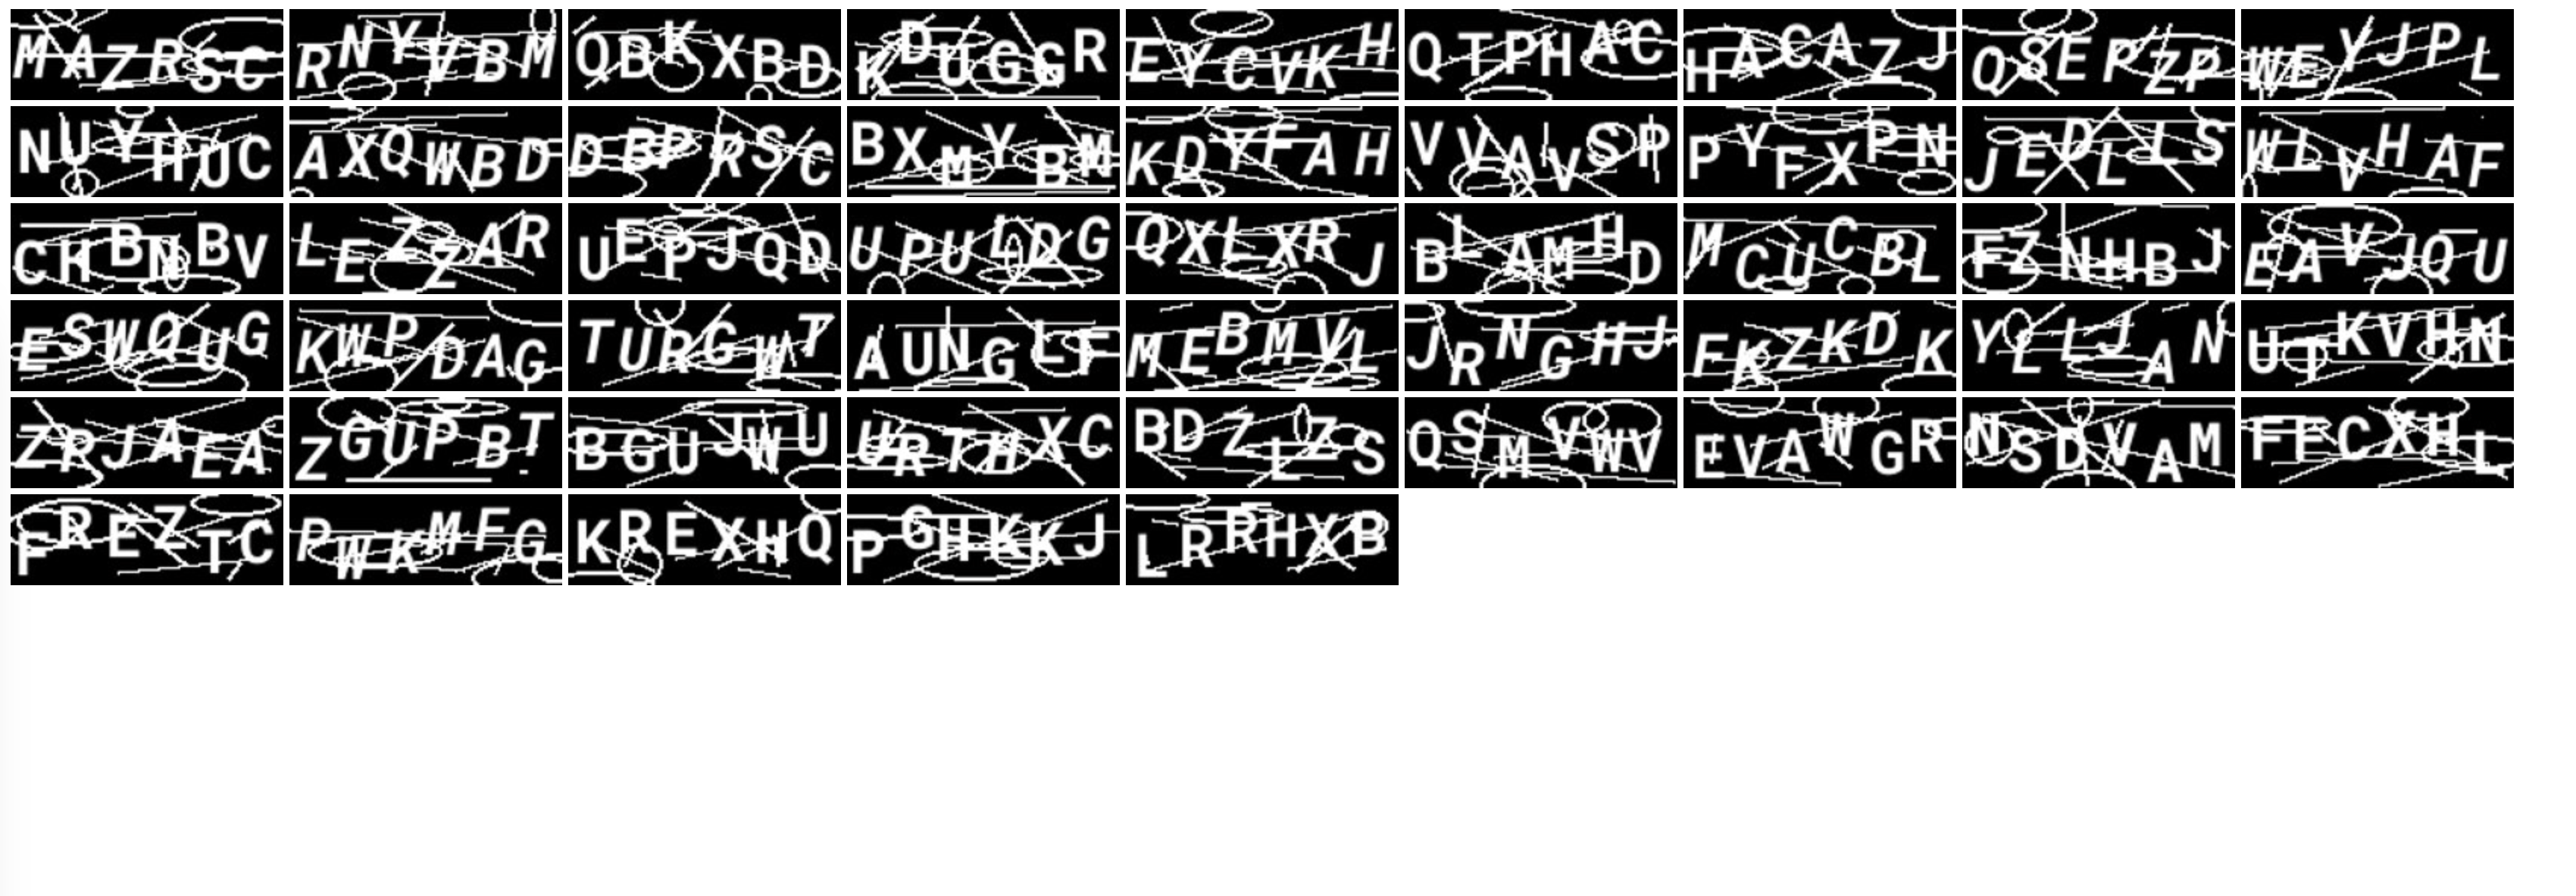 MAZRSC RNYVBM QBKXBD KDUGGR EYCVKH QTPHAC HACAZJ QSEPZP WEYJPL
NUYHUC AXQWBD DBPRSC BXMYBM KDYFAH VVAVSP PYFXPN JEDLLS WLVHAF
CHBNBV LEZZAR UEPJQD UPULDG QXLXRJ BLAMHD MCUCBL FZNHBJ EAVJQU
ESWQUG KWPDAG TURGWT AUNGLF MEBMVL JRNGHJ FKZKDK YLLJAN UTKVHN
ZRJAEA ZGUPBT BGUJWU URTHXC BDZLZS QSMVWV EVAWGR NSDVAM FFCXHL
FREZTC PWKMFG KREXHQ PGHKKJ LRRHXB